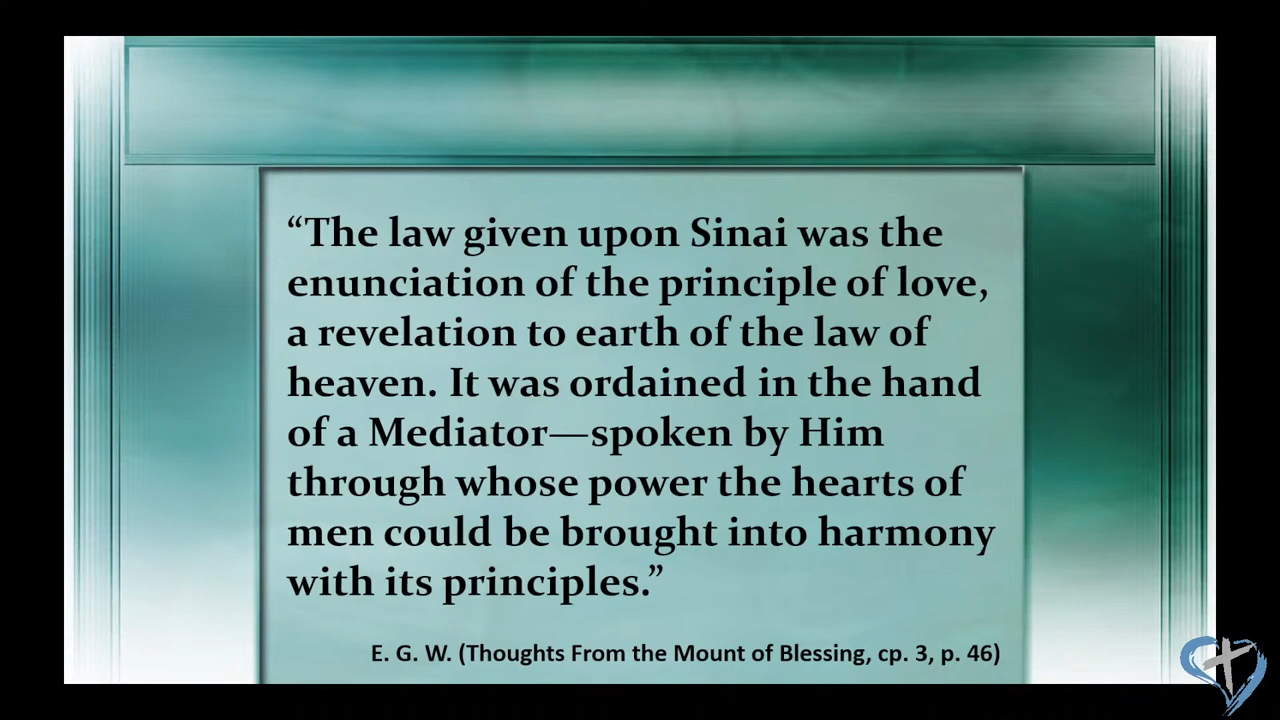 “The law given upon Sinai was the
enunciation of the principle of love,
a revelation to earth of the law of
heaven. It was ordained in the hand
of a Mediator—spoken by Him
through whose power the hearts of
men could be brought into harmony
with its principles.”
E. G. W. (Thoughts From the Mount of Blessing, cp. 3, p. 46)